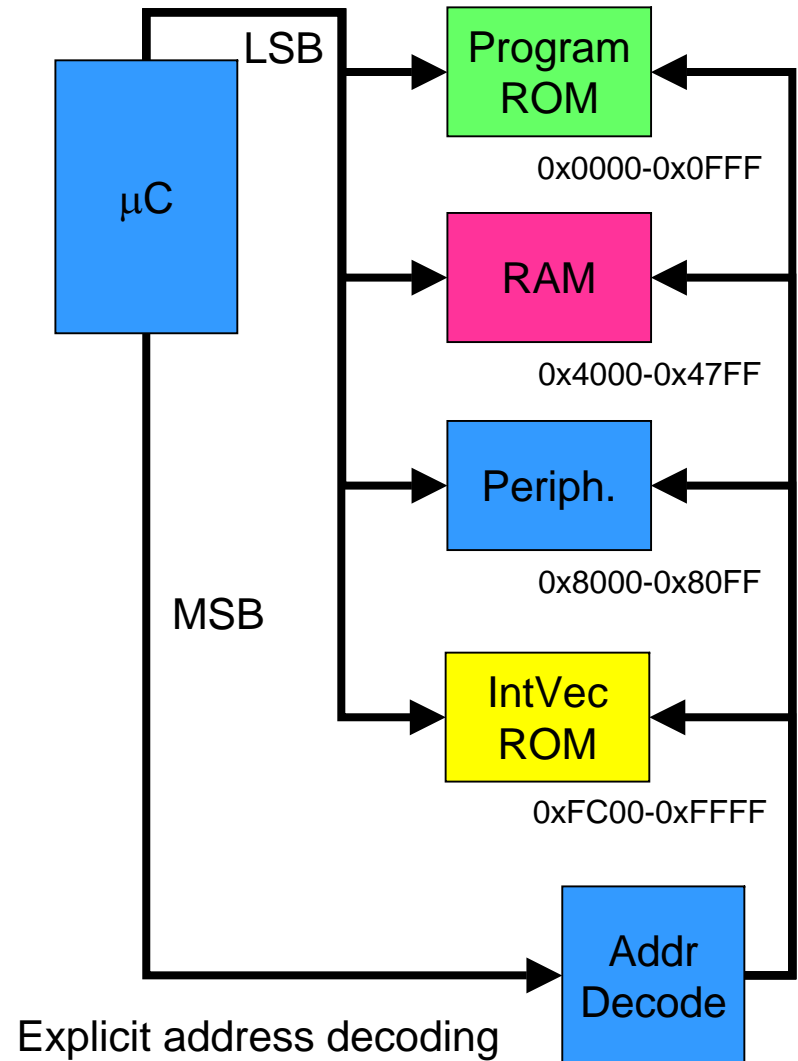 LSB
Program
ROM
0x0000-0x0FFF
μC
RAM
0x4000-0x47FF
Periph.
0x8000-0x80FF
MSB
IntVec
ROM
0xFC00-0xFFFF
Addr
Decode
Explicit address decoding